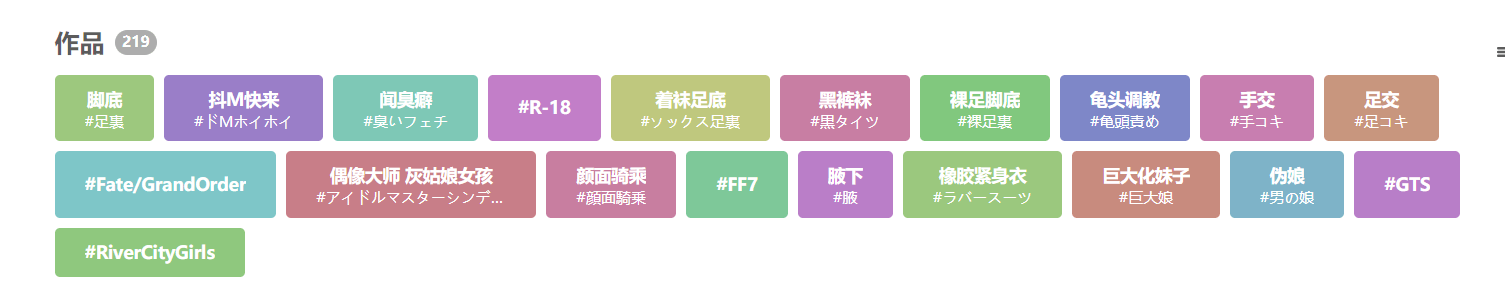 作品 219
脚底
#足裏
抖M快来
#ドMホイホイ
闻臭癖
#臭いフェチ
#R-18
着袜足底
#ソックス足裏
黑裤袜
#黒タイツ
裸足脚底
#裸足裏
龟头调教
#亀頭責め
手交
#手コキ
足交
#足コキ
#Fate/GrandOrder
偶像大师 灰姑娘女孩
#アイドルマスターシンデ...
颜面骑乘
#顔面騎乗
#FF7
腋下
#腋
橡胶紧身衣
#ラバースーツ
巨大化妹子
#巨大娘
伪娘
#男の娘
#GTS
#RiverCityGirls